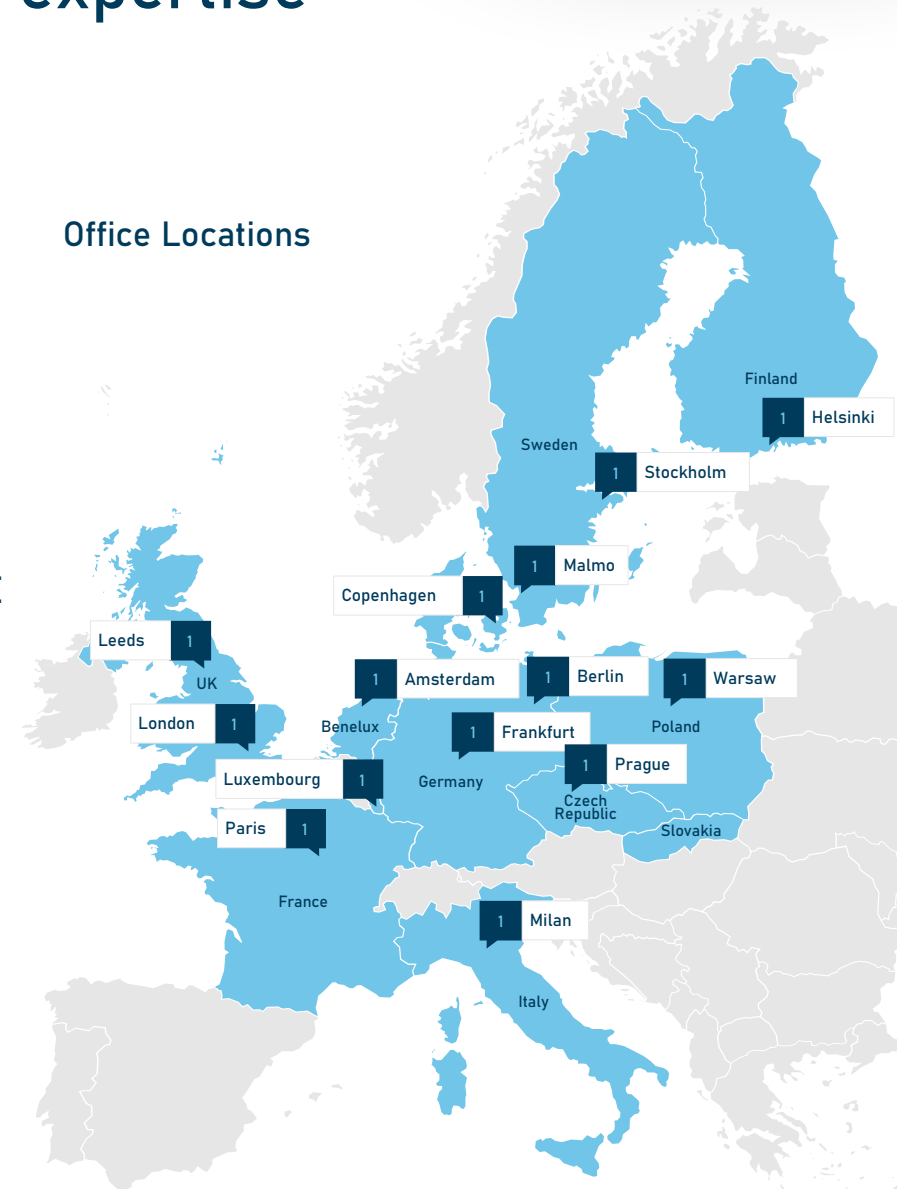 expertise
Office Locations
Finland
1 Helsinki
Sweden
1 Stockholm
1 Malmo
Copenhagen 1
Leeds 1
UK
1 Amsterdam
1 Berlin
1 Warsaw
London 1
Benelux
1 Frankfurt
Poland
1 Prague
Luxembourg 1
Germany
Czech
Republic
Paris 1
Slovakia
France
1 Milan
Italy